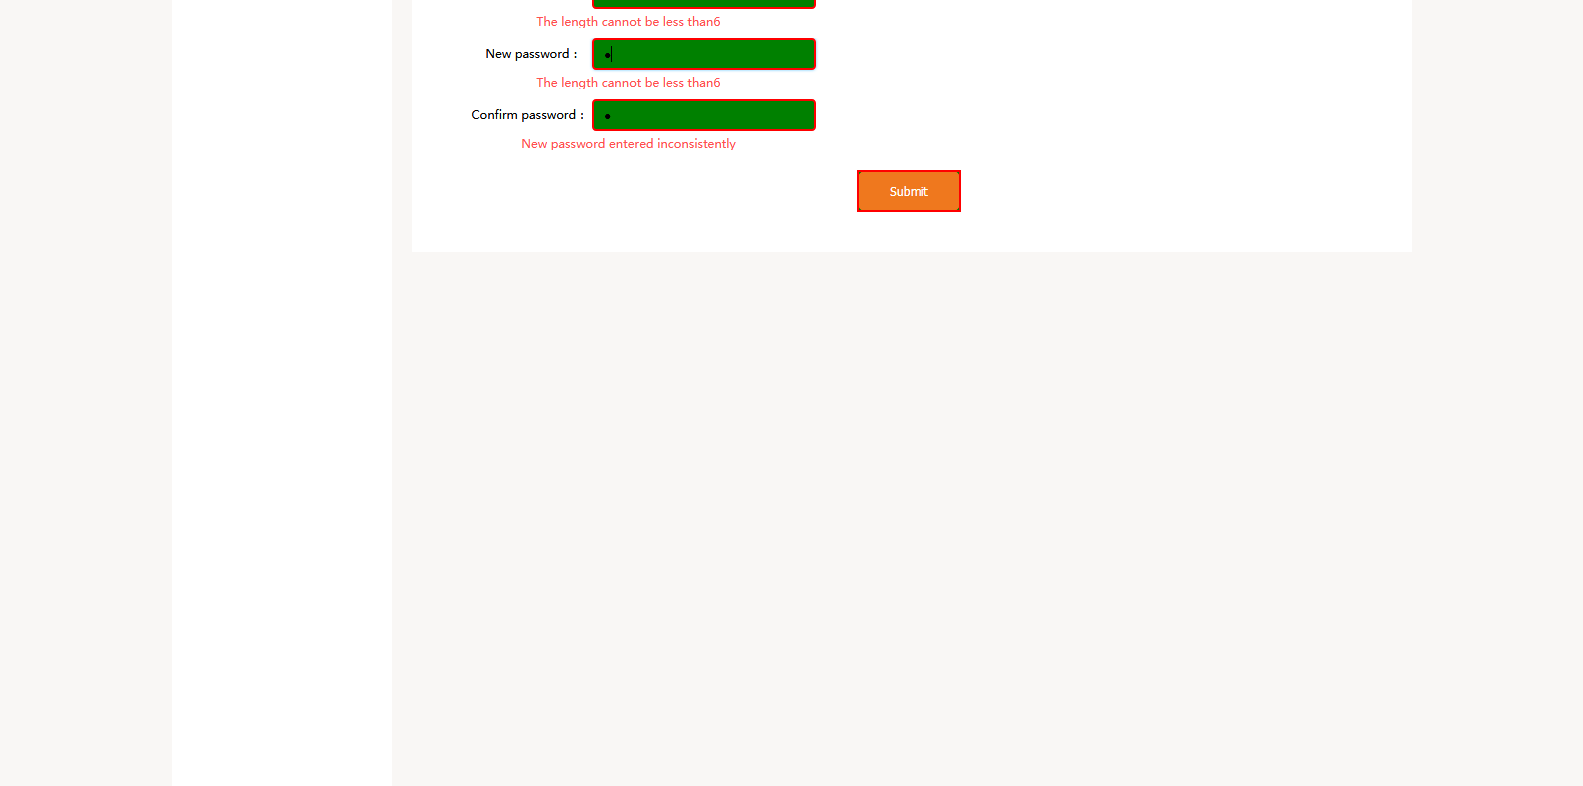 The length cannot be less than6
New password :
The length cannot be less than6
Confirm password :
New password entered inconsistently
Submit